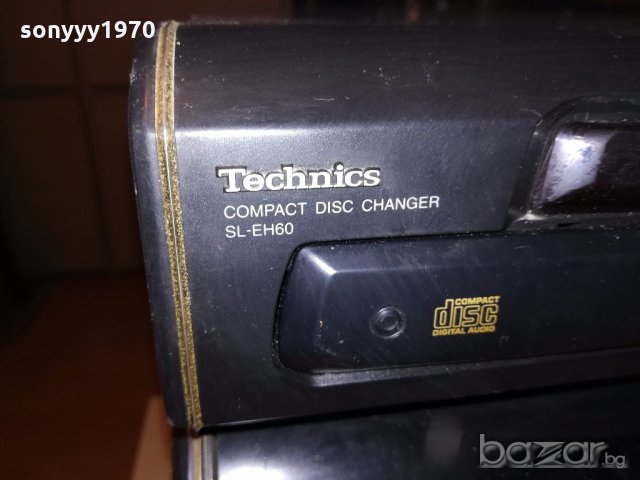 sonyyy1970
Technics
COMPACT DISC CHANGER
SL-EH60
COMPACT
disc
DIGITAL AUDIO
bazar.bg